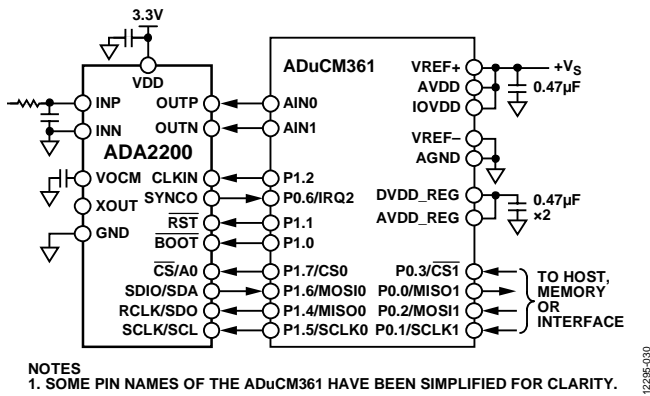 3.3V
VDD
ADuCM361
INP
INN
VOCM
XOUT
GND
ADA2200
OUTP
OUTN
CLKIN
SYNCO
RST
BOOT
CS/A0
SDIO/SDA
RCLK/SDO
SCLK/SCL
AIN0
AIN1
P1.2
P0.6/IRQ2
P1.1
P1.0
P1.7/CS0
P1.6/MOSI0
P1.4/MISO0
P1.5/SCLK0
VREF+
AVDD
IOVDD
VREF–
AGND
DVDD_REG
AVDD_REG
P0.3/CS1
P0.0/MISO1
P0.2/MOSI1
P0.1/SCLK1
+VS
0.47µF
0.47µF
×2
TO HOST,
MEMORY
OR
INTERFACE
NOTES
1. SOME PIN NAMES OF THE ADuCM361 HAVE BEEN SIMPLIFIED FOR CLARITY.
12295-030